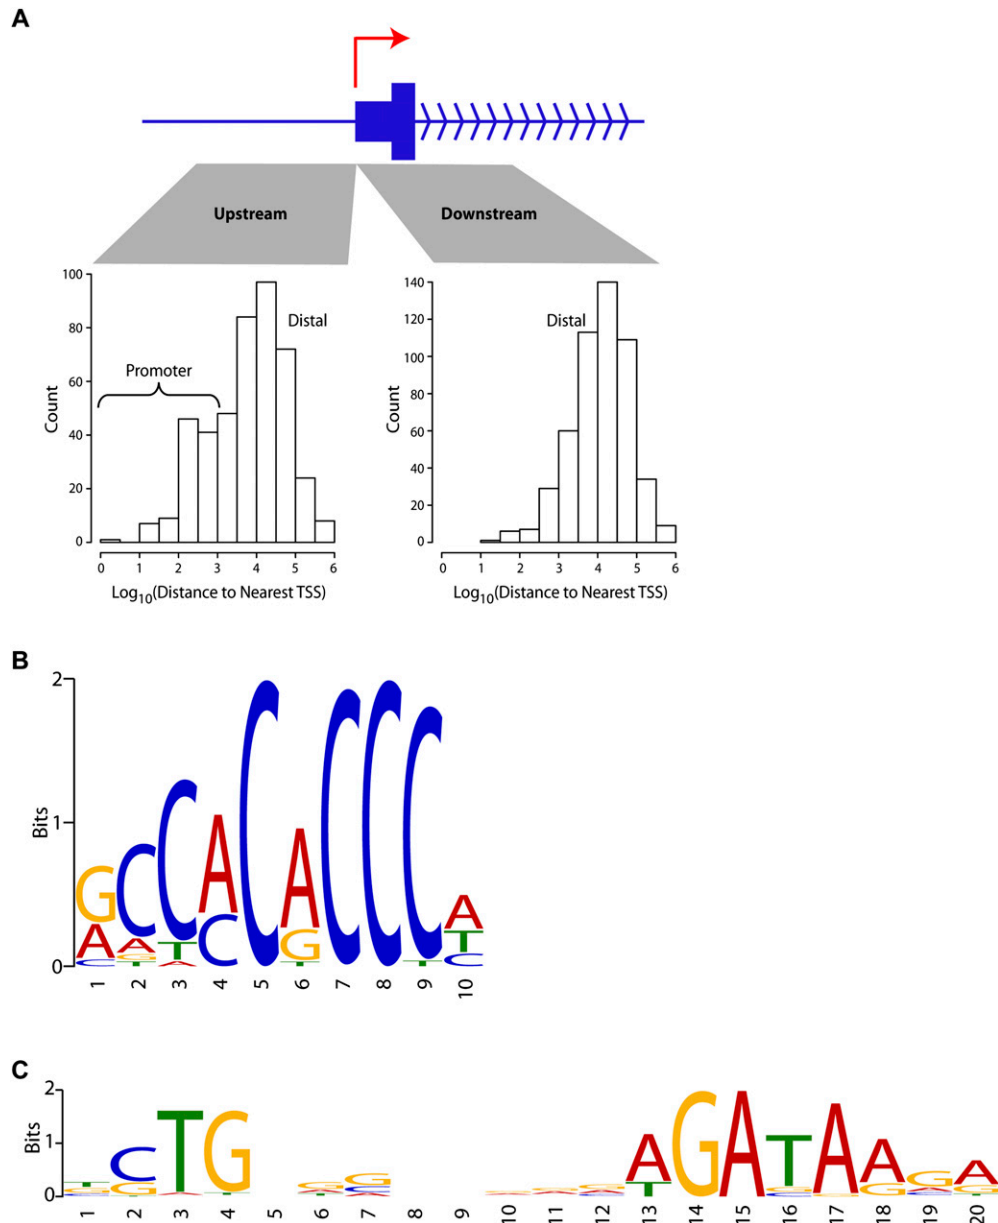 A
Upstream
Downstream
100
80
60
40
20
0
Count
Promoter
Distal
0 1 2 3 4 5 6
Log10(Distance to Nearest TSS)
140
120
100
80
60
40
20
0
Count
Distal
0 1 2 3 4 5 6
Log10(Distance to Nearest TSS)
B
2
1
0
Bits
G C C A C A C C C A
A A T C G T T
C G A T C
T
1 2 3 4 5 6 7 8 9 10
C
2
1
0
Bits
1 2 3 4 5 6 7 8 9 10 11 12 13 14 15 16 17 18 19 20